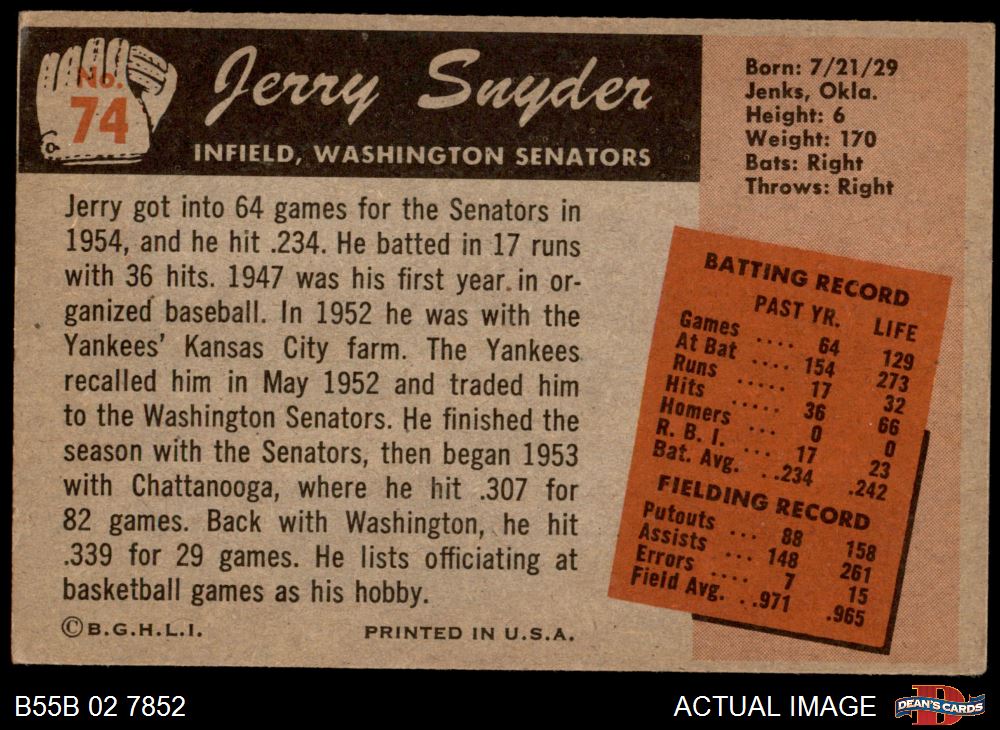 No.
74
Jerry Snyder
INFIELD, WASHINGTON SENATORS
Born: 7/21/29
Jenks, Okla.
Height: 6
Weight: 170
Bats: Right
Throws: Right
Jerry got into 64 games for the Senators in
1954, and he hit .234. He batted in 17 runs
with 36 hits. 1947 was his first year in or-
ganized baseball. In 1952 he was with the
Yankees' Kansas City farm. The Yankees
recalled him in May 1952 and traded him
to the Washington Senators. He finished the
season with the Senators, then began 1953
with Chattanooga, where he hit .307 for
82 games. Back with Washington, he hit
.339 for 29 games. He lists officiating at
basketball games as his hobby.
©B.G.H.L.I. PRINTED IN U.S.A.
BATTING RECORD
PAST YR. LIFE
Games .... 64 129
At Bat .... 154 273
Runs ..... 17 32
Hits ..... 36 66
Homers ... 0 0
R. B. I. ... 17 23
Bat. Avg. ..234 .242
FIELDING RECORD
Putouts ... 88 158
Assists ... 148 261
Errors .... 7 15
Field Avg. ..971 .965
B55B 02 7852
ACTUAL IMAGE
D
DEAN'S CARDS